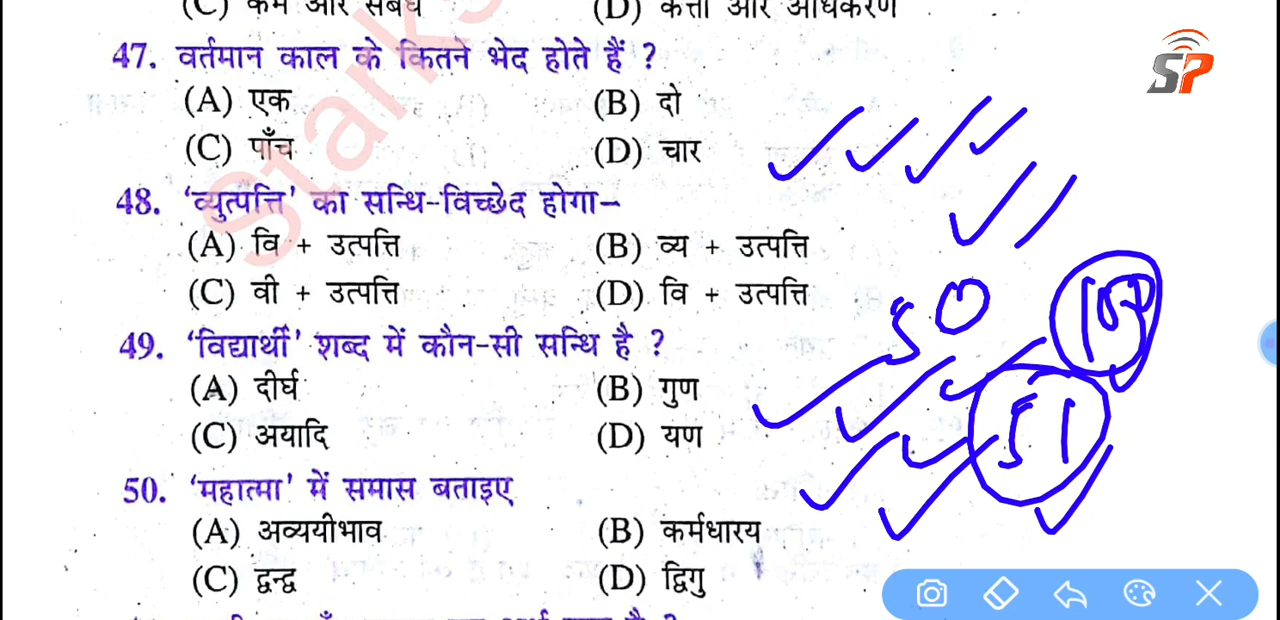 (C) कर्म और संबंध (D) कर्त्ता और अधिकरण
47. वर्तमान काल के कितने भेद होते हैं ?
(A) एक (B) दो
(C) पाँच (D) चार
48. ‘व्युत्पत्ति’ का सन्धि-विच्छेद होगा–
(A) वि + उत्पत्ति (B) व्य + उत्पत्ति
(C) वी + उत्पत्ति (D) वि + उत्पत्ति
49. ‘विद्यार्थी’ शब्द में कौन-सी सन्धि है ?
(A) दीर्घ (B) गुण
(C) अयादि (D) यण
50. ‘महात्मा’ में समास बताइए
(A) अव्ययीभाव (B) कर्मधारय
(C) द्वन्द्व (D) द्विगु
SP
50
51